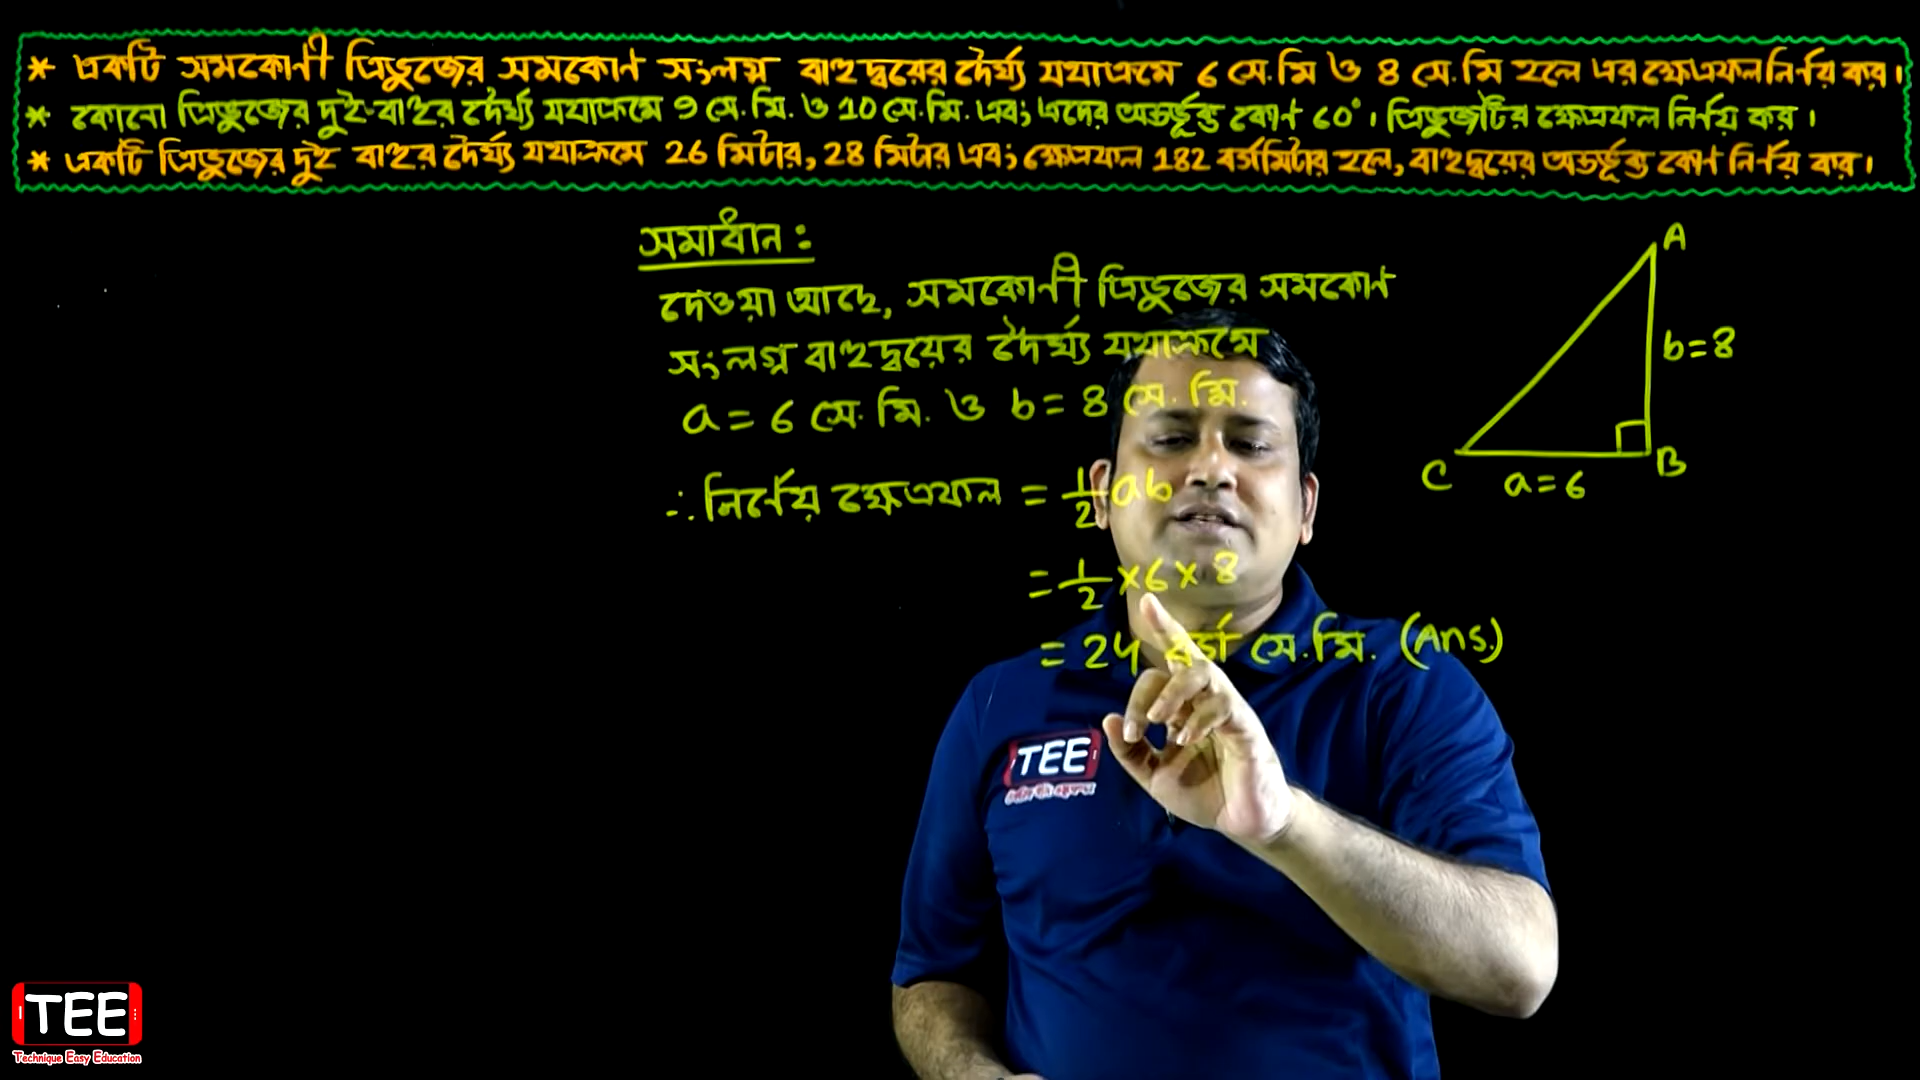 * একটি সমকোণী ত্রিভুজের সমকোণ সংলগ্ন বাহুদ্বয়ের দৈর্ঘ্য যথাক্রমে 6 সে.মি ও 8 সে.মি হলে এর ক্ষেত্রফল নির্ণয় কর।
* কোনো ত্রিভুজের দুই-বাহুর দৈর্ঘ্য যথাক্রমে 9 সে.মি. ও 10 সে.মি. এবং এদের অন্তর্ভূক্ত কোণ 60°। ত্রিভুজটির ক্ষেত্রফল নির্ণয় কর।
* একটি ত্রিভুজের দুই বাহুর দৈর্ঘ্য যথাক্রমে 26 মিটার, 28 মিটার এবং ক্ষেত্রফল 182 বর্গমিটার হলে, বাহুদ্বয়ের অন্তর্ভূক্ত কোণ নির্ণয় কর।
সমাধান:
দেওয়া আছে, সমকোণী ত্রিভুজের সমকোণ
সংলগ্ন বাহুদ্বয়ের দৈর্ঘ্য যথাক্রমে
a = 6 সে. মি. ও b = 8 সে. মি.
∴ নির্ণেয় ক্ষেত্রফল = 1/2 ab
= 1/2 × 6 × 8
= 24 বর্গ সে.মি. (Ans.)
A
b=8
C a=6 B
TEE
TEE
Technique Easy Education